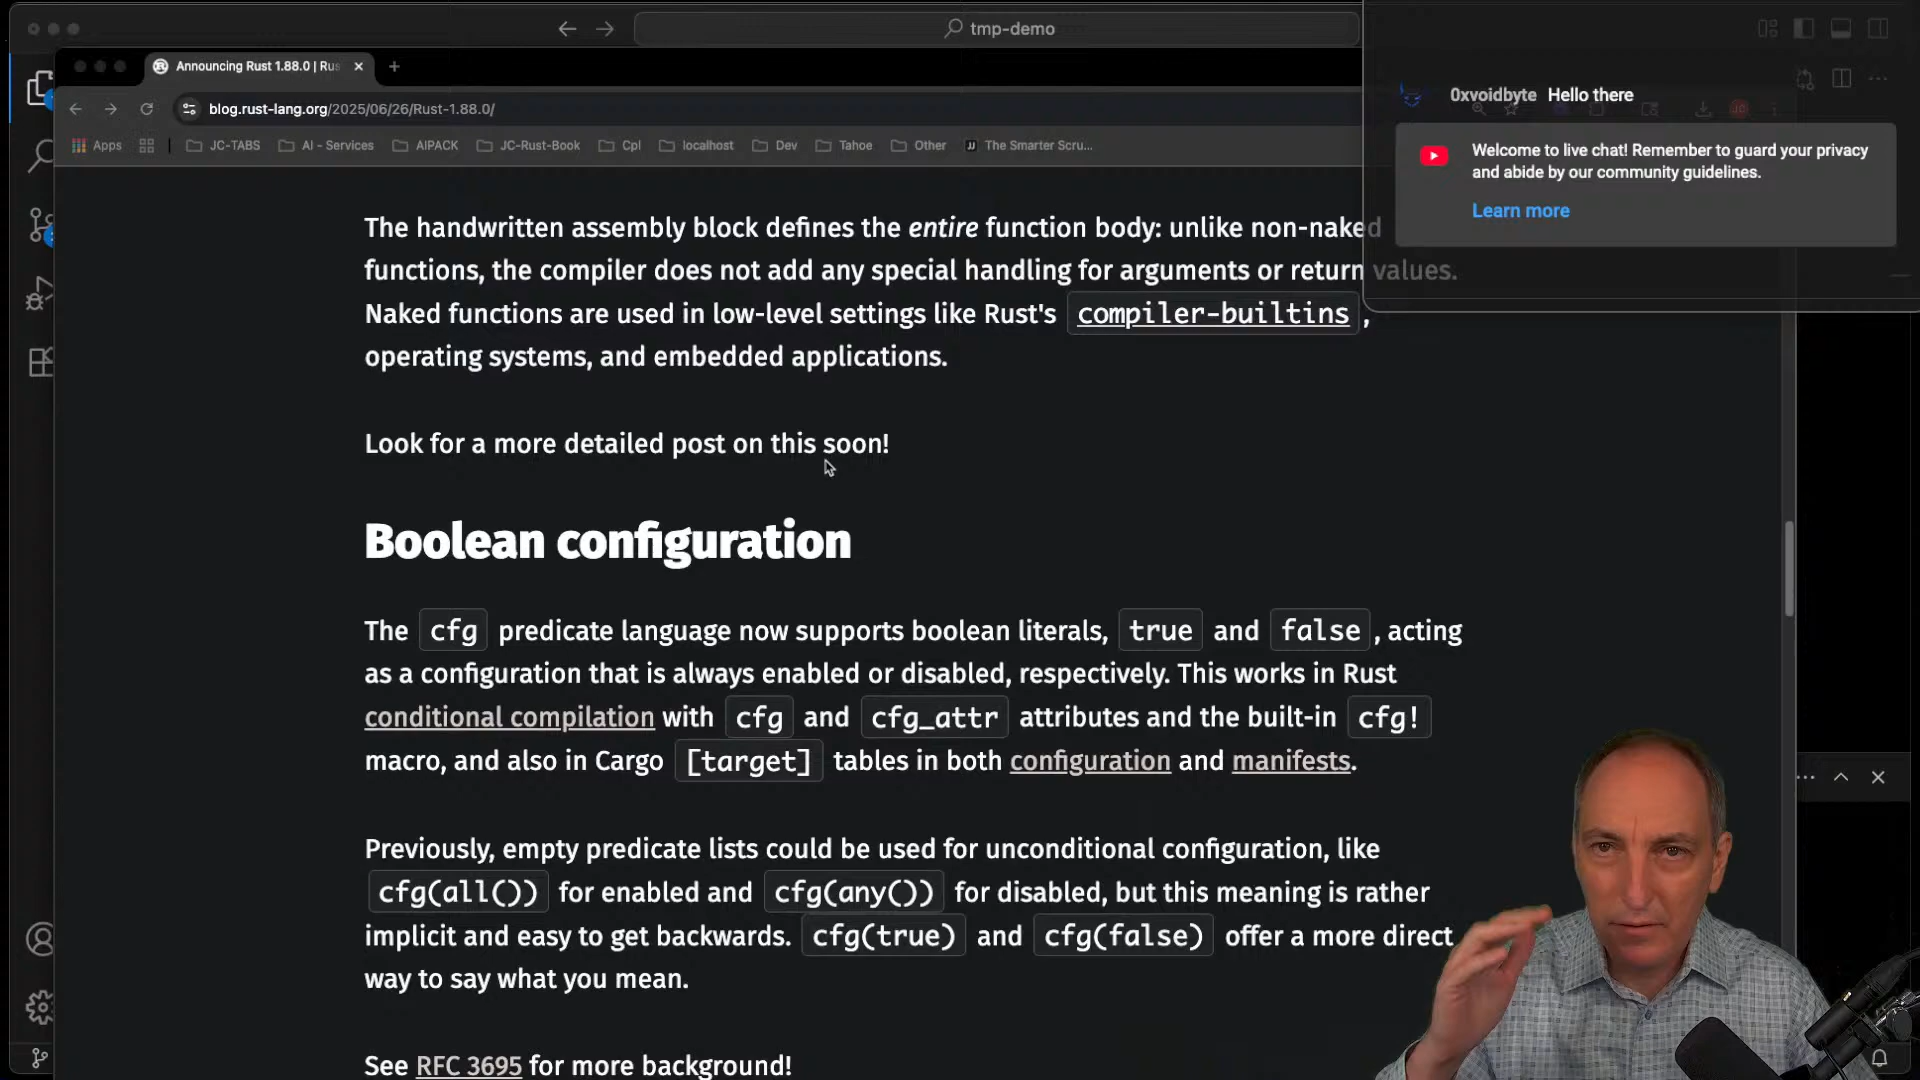 tmp-demo
Announcing Rust 1.88.0 | Rus
blog.rust-lang.org/2025/06/26/Rust-1.88.0/
Apps JC-TABS AI - Services AIPACK JC-Rust-Book Cpl localhost Dev Tahoe Other The Smarter Scru...
0xvoidbyte Hello there
Welcome to live chat! Remember to guard your privacy
and abide by our community guidelines.
Learn more
The handwritten assembly block defines the entire function body: unlike non-naked
functions, the compiler does not add any special handling for arguments or return values.
Naked functions are used in low-level settings like Rust's compiler-builtins,
operating systems, and embedded applications.
Look for a more detailed post on this soon!
Boolean configuration
The cfg predicate language now supports boolean literals, true and false, acting
as a configuration that is always enabled or disabled, respectively. This works in Rust
conditional compilation with cfg and cfg_attr attributes and the built-in cfg!
macro, and also in Cargo [target] tables in both configuration and manifests.
Previously, empty predicate lists could be used for unconditional configuration, like
cfg(all()) for enabled and cfg(any()) for disabled, but this meaning is rather
implicit and easy to get backwards. cfg(true) and cfg(false) offer a more direct
way to say what you mean.
See RFC 3695 for more background!